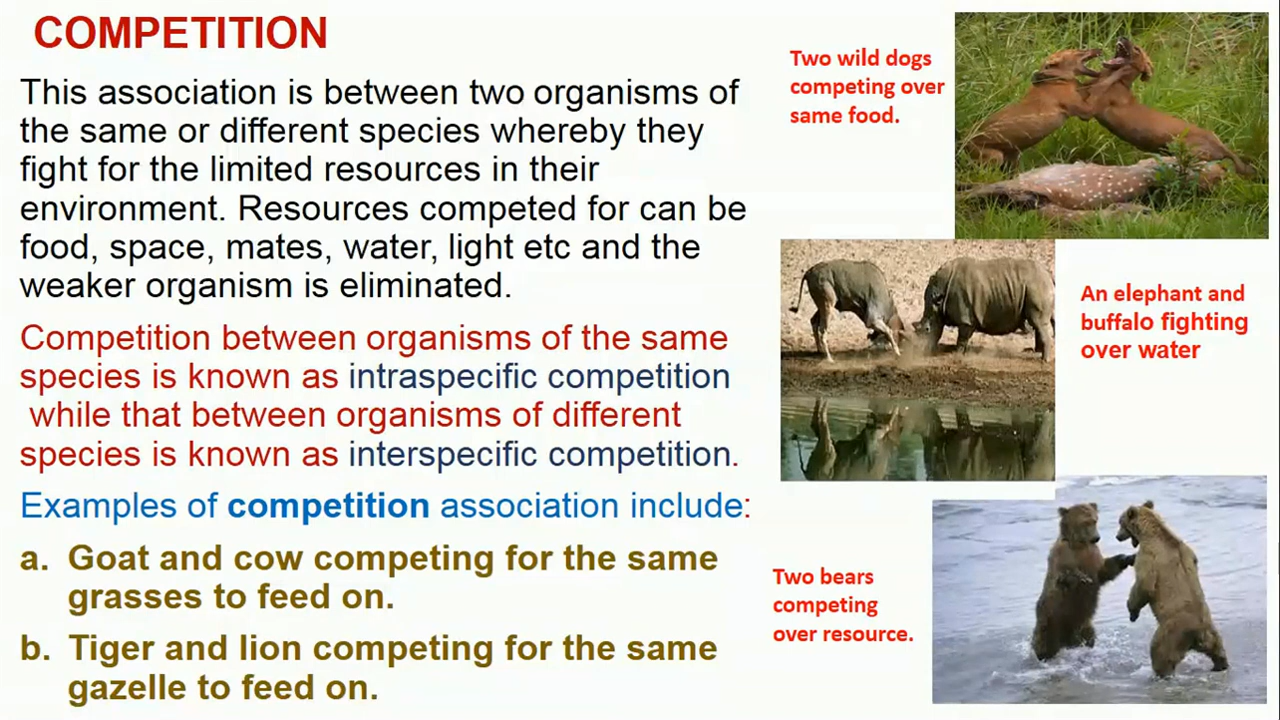 COMPETITION
This association is between two organisms of
the same or different species whereby they
fight for the limited resources in their
environment. Resources competed for can be
food, space, mates, water, light etc and the
weaker organism is eliminated.
Competition between organisms of the same
species is known as intraspecific competition
while that between organisms of different
species is known as interspecific competition.
Examples of competition association include:
a. Goat and cow competing for the same
grasses to feed on.
b. Tiger and lion competing for the same
gazelle to feed on.
Two wild dogs
competing over
same food.
An elephant and
buffalo fighting
over water
Two bears
competing
over resource.